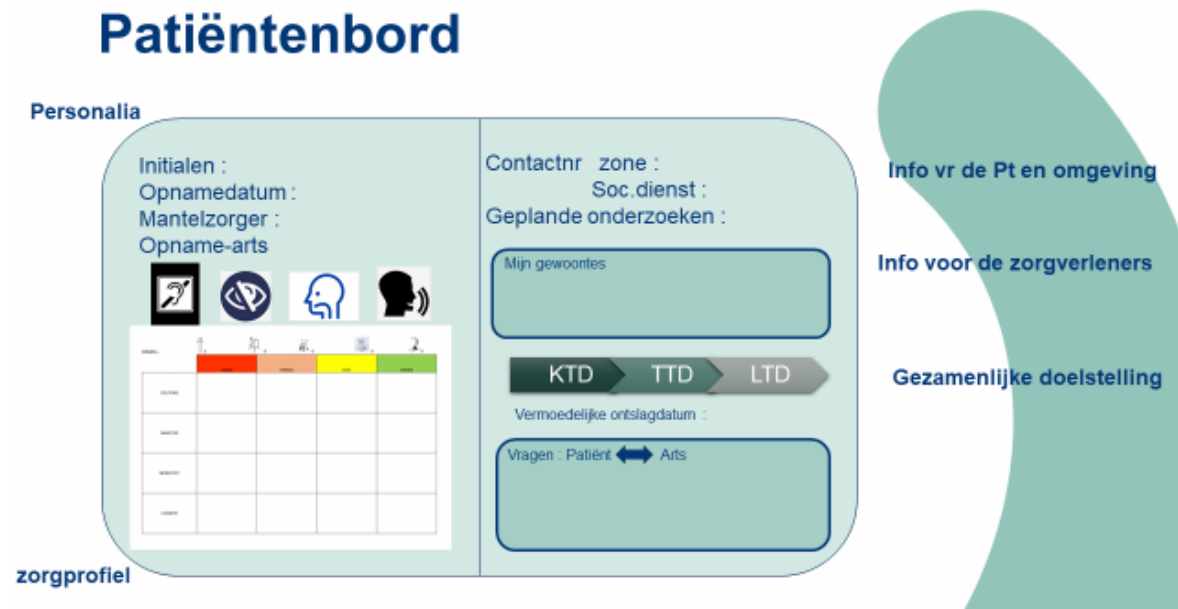 Patiëntenbord
Personalia
Initialen :
Opnamedatum :
Mantelzorger :
Opname-arts
Contactnr zone :
Soc.dienst :
Geplande onderzoeken :
Mijn gewoontes
KTD TTD LTD
Vermoedelijke ontslagdatum :
Vragen : Patiënt Arts
zorgprofiel
Info vr de Pt en omgeving
Info voor de zorgverleners
Gezamenlijke doelstelling